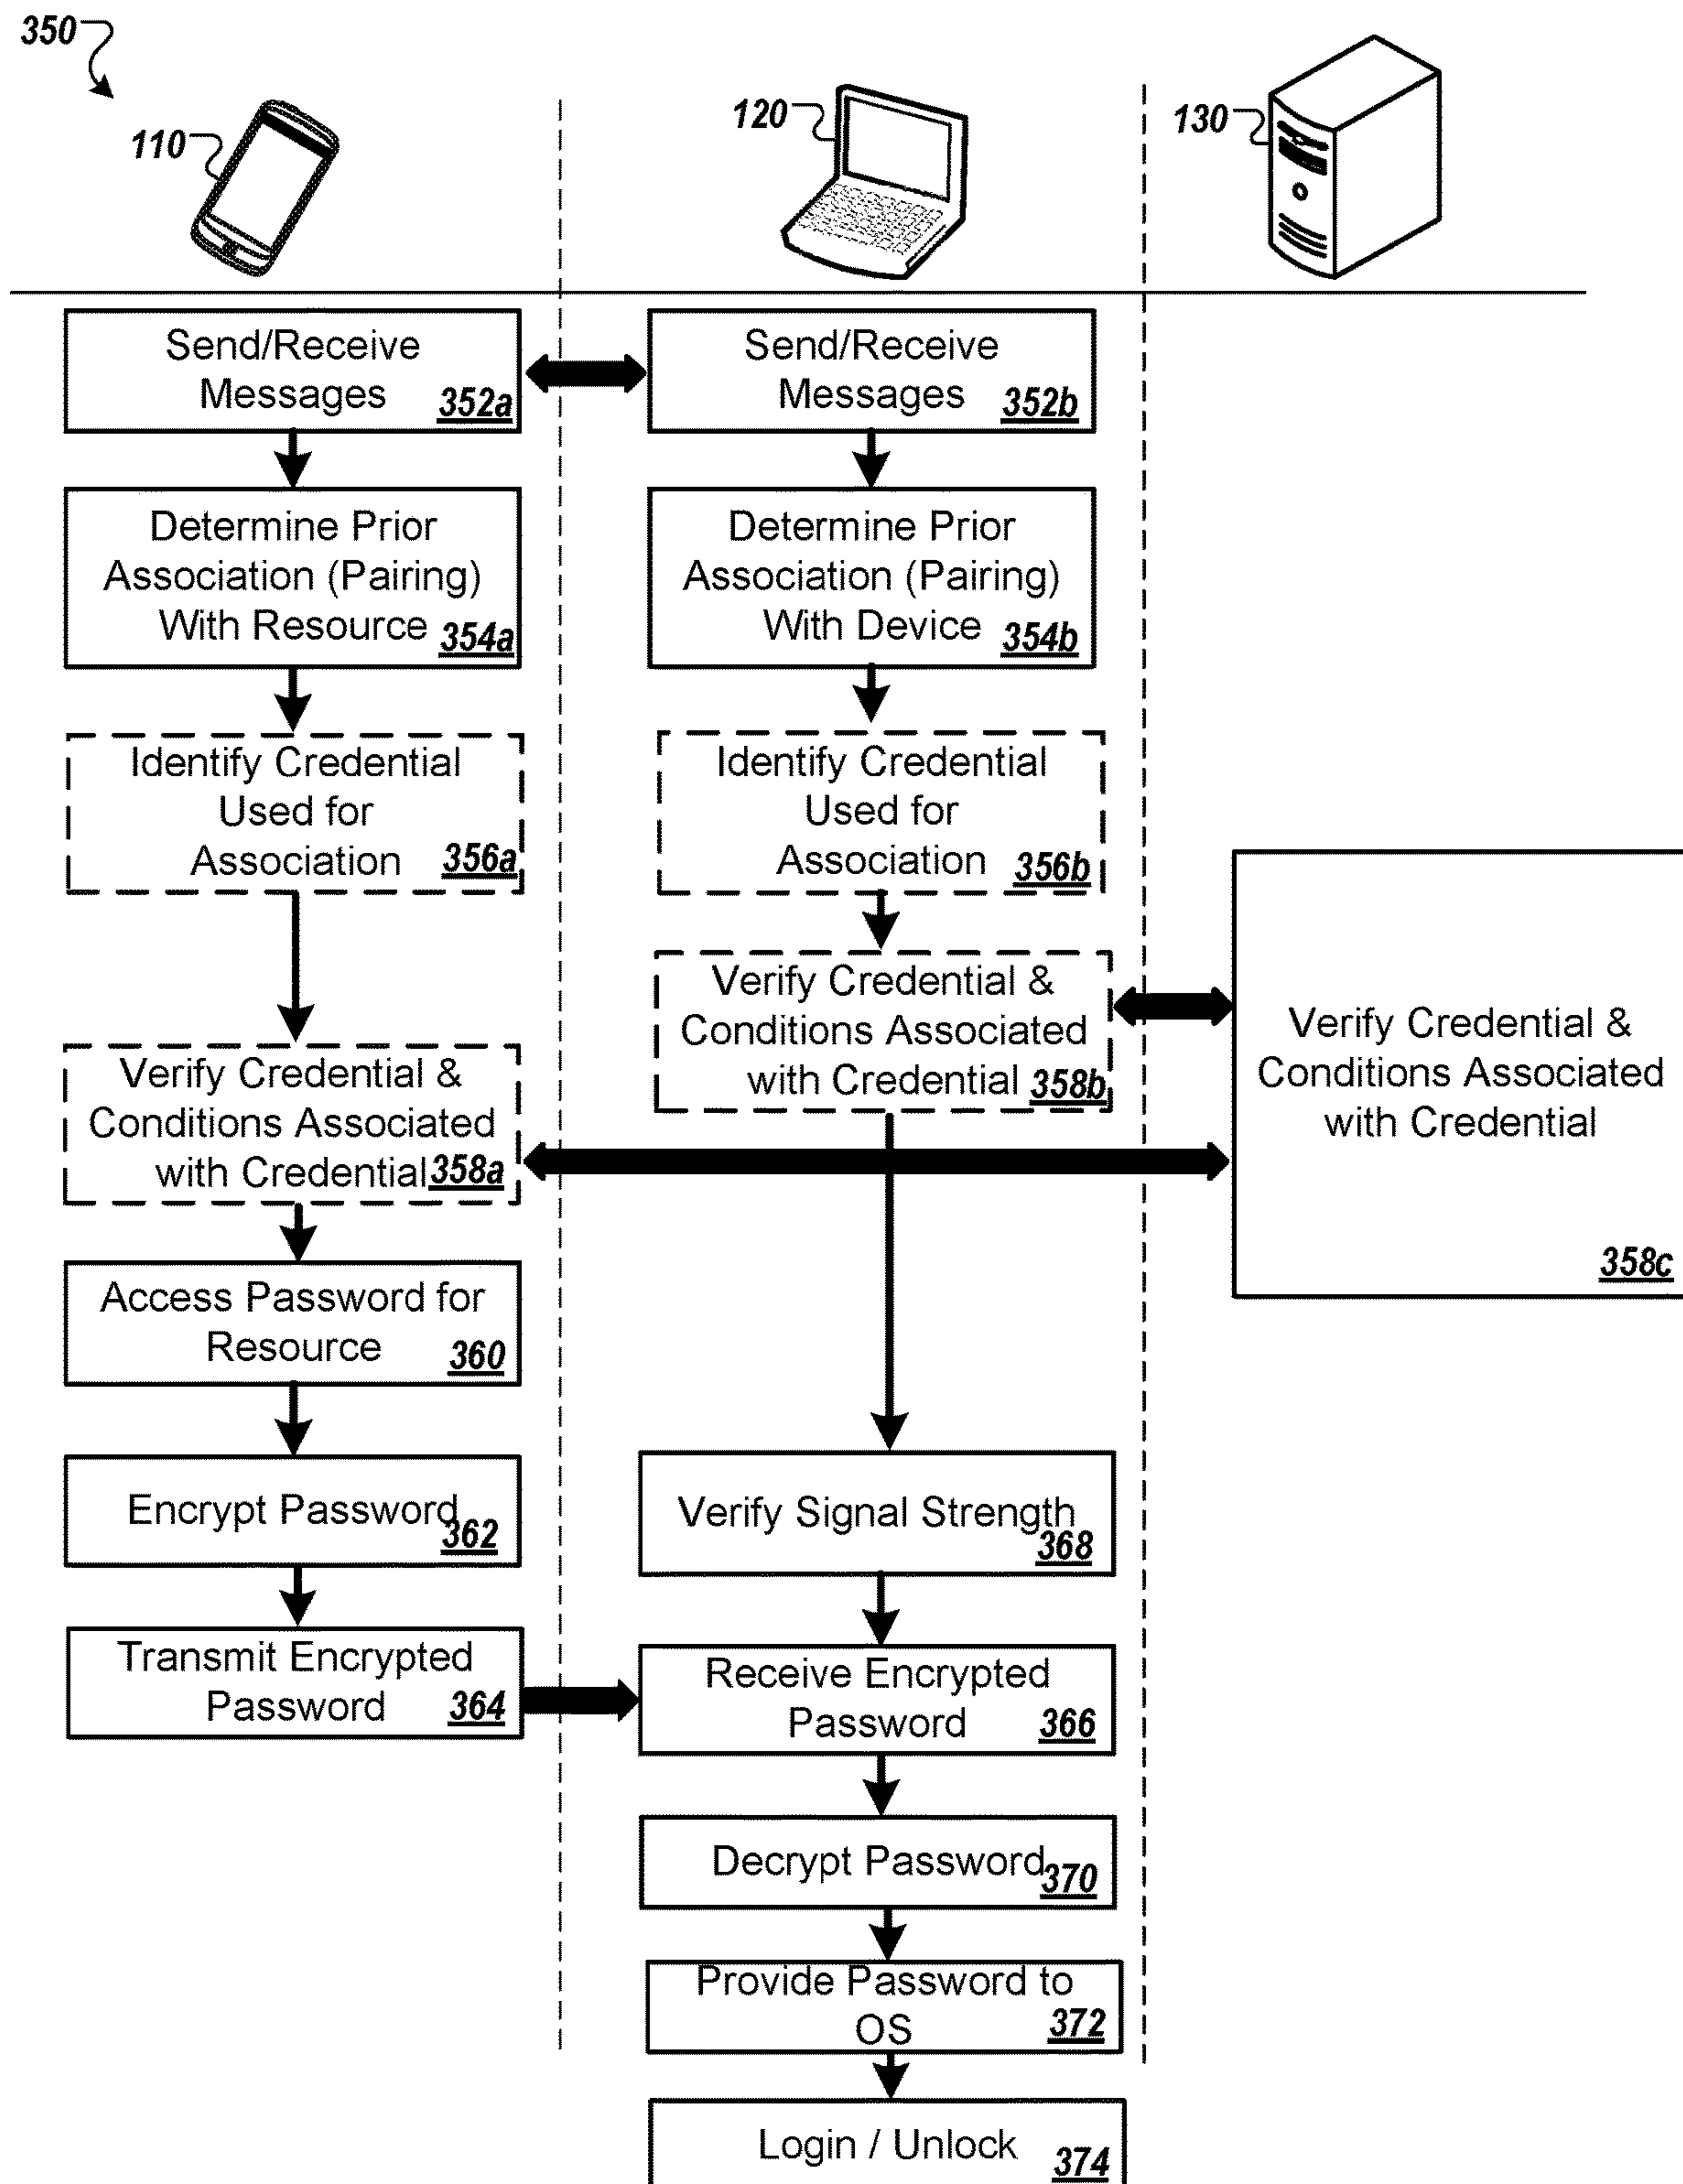 350
110
120
130
Send/Receive
Messages 352a
Send/Receive
Messages 352b
Determine Prior
Association (Pairing)
With Resource 354a
Determine Prior
Association (Pairing)
With Device 354b
Identify Credential
Used for
Association 356a
Identify Credential
Used for
Association 356b
Verify Credential &
Conditions Associated
with Credential 358b
Verify Credential &
Conditions Associated
with Credential
358c
Verify Credential &
Conditions Associated
with Credential 358a
Access Password for
Resource 360
Encrypt Password
362
Verify Signal Strength
368
Transmit Encrypted
Password 364
Receive Encrypted
Password 366
Decrypt Password
370
Provide Password to
OS 372
Login / Unlock
374